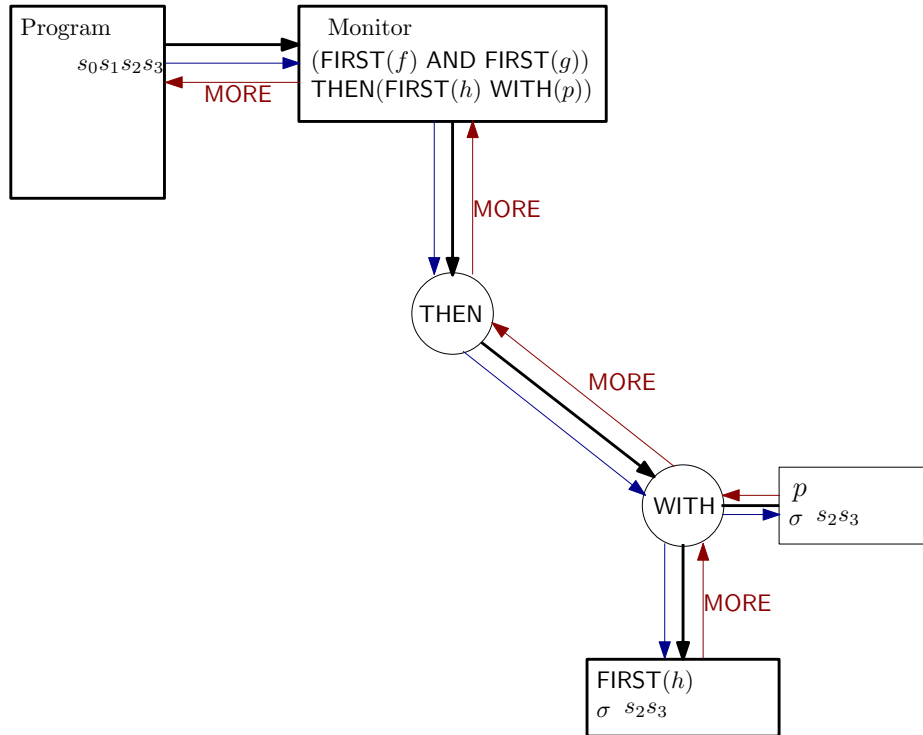 Program
s₀s₁s₂s₃
MORE
Monitor
(FIRST(f) AND FIRST(g))
THEN(FIRST(h) WITH(p))
MORE
THEN
MORE
WITH
p
σ s₂s₃
MORE
FIRST(h)
σ s₂s₃